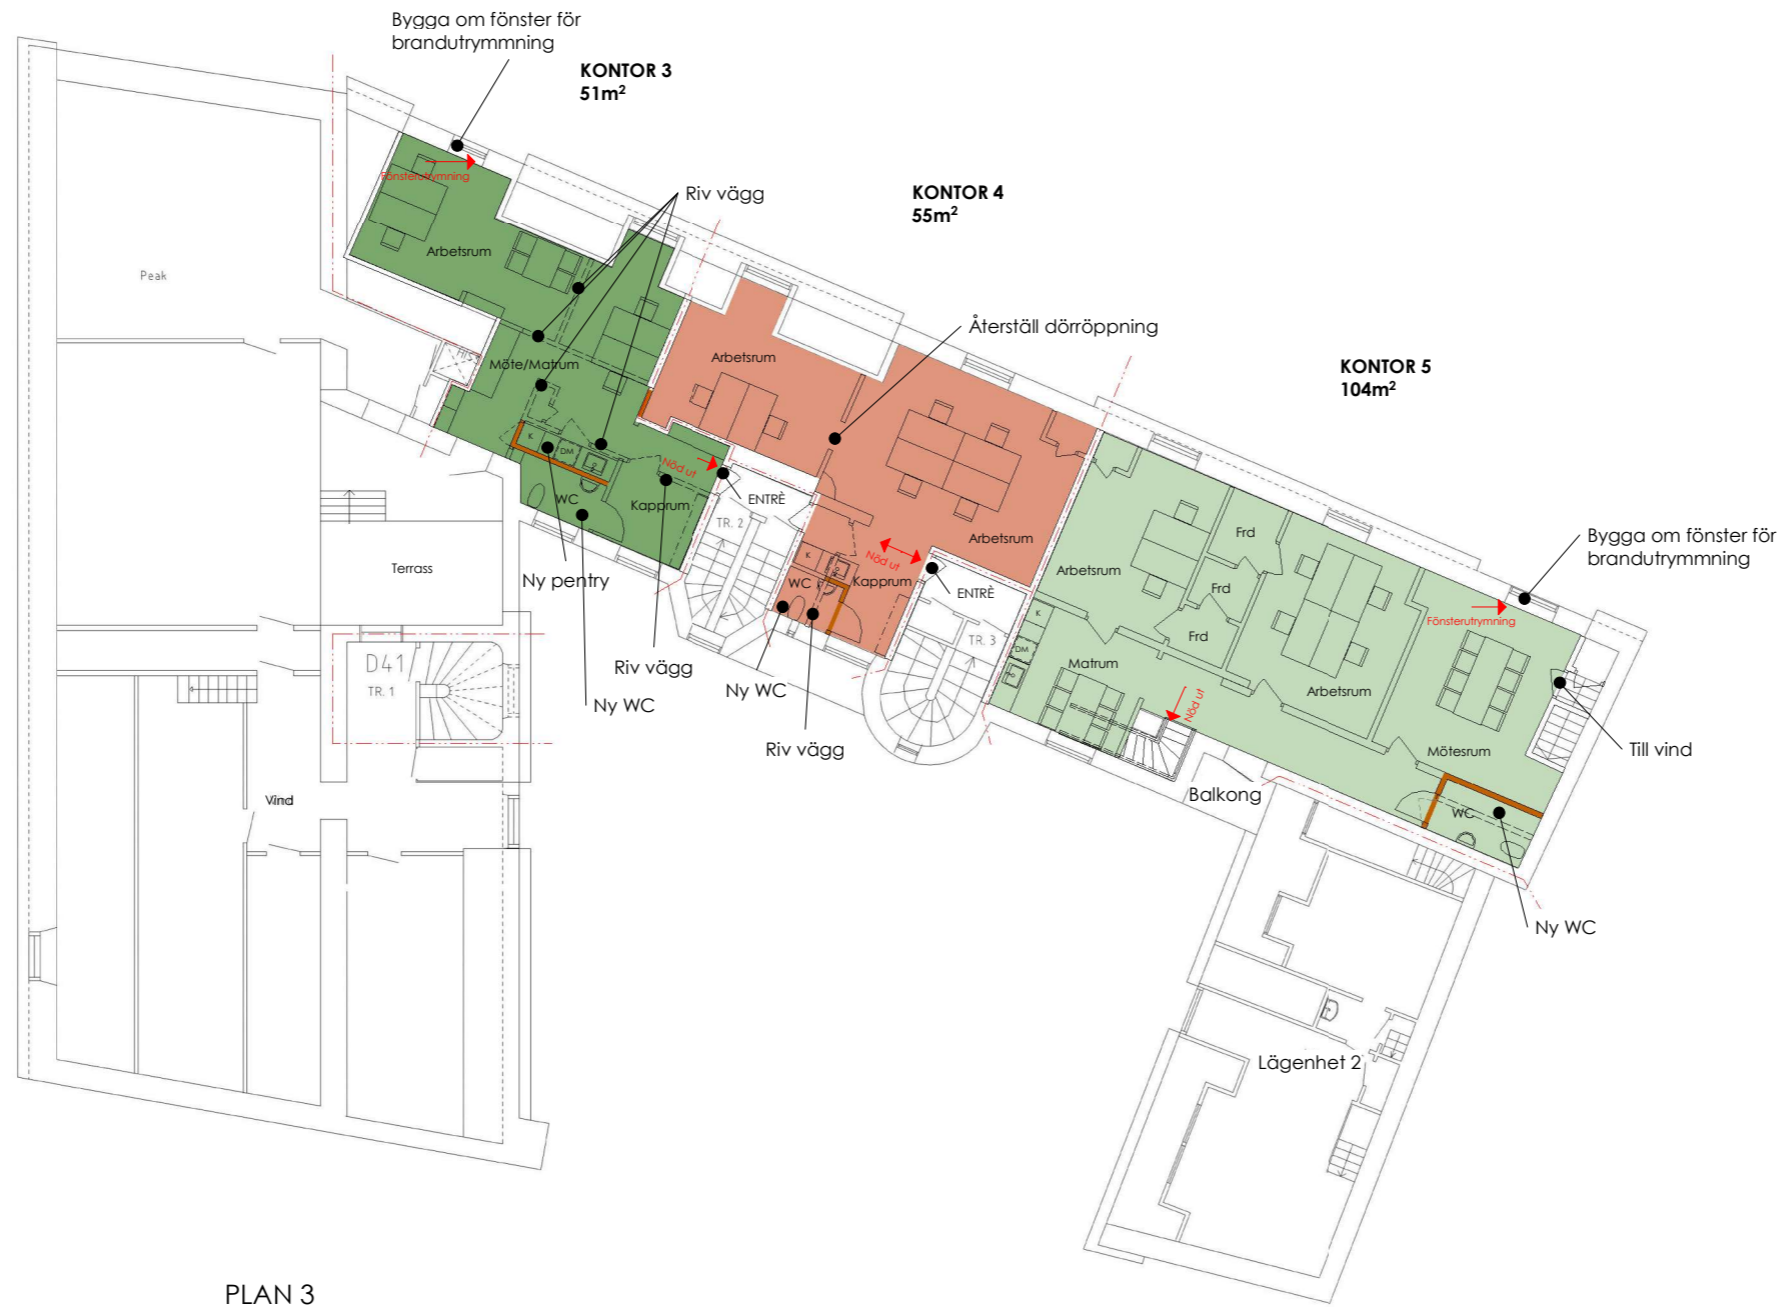 Bygga om fönster för
brandutrymmning
KONTOR 3
51m²
Fönsterutrymning
Riv vägg
KONTOR 4
55m²
Arbetsrum
Peak
Återställ dörröppning
Arbetsrum
Möte/Matrum
KONTOR 5
104m²
HISS
K
DM
Nöd ut
WC
Kapprum
ENTRÈ
TR. 2
Arbetsrum
Frd
Bygga om fönster för
brandutrymmning
Terrass
Ny pentry
K
Nöd ut
WC
Kapprum
ENTRÈ
Arbetsrum
Frd
K
Fönsterutrymning
D41
TR. 1
Riv vägg
Ny WC
TR. 3
DM
Matrum
Frd
Arbetsrum
Nöd ut
Ny WC
Riv vägg
Mötesrum
Till vind
Vind
Balkong
WC
Ny WC
Lägenhet 2
PLAN 3